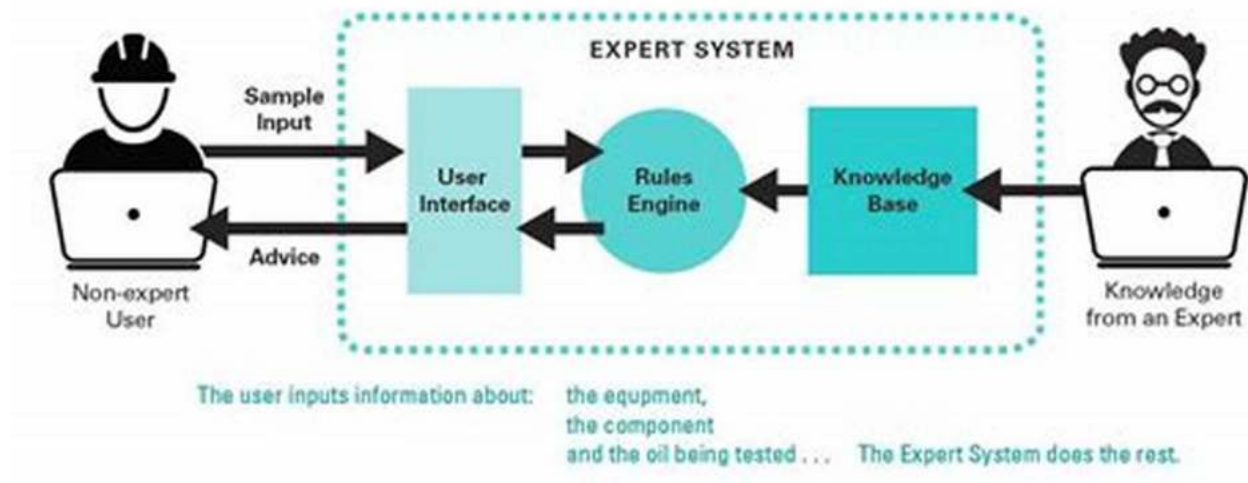 EXPERT SYSTEM
Sample
Input
User
Interface
Rules
Engine
Knowledge
Base
Advice
Non-expert
User
Knowledge
from an Expert
The user inputs information about: the equpment,
the component
and the oil being tested . . . The Expert System does the rest.